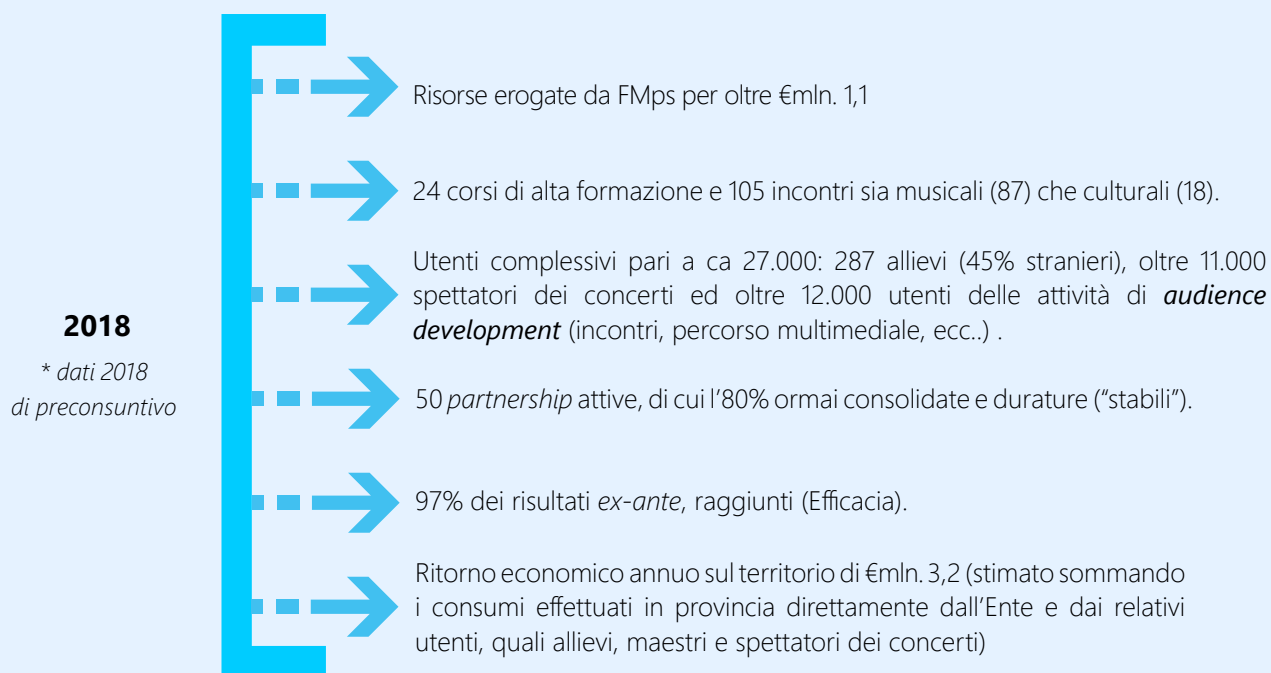 2018
* dati 2018
di preconsuntivo
Risorse erogate da FMps per oltre €mln. 1,1
24 corsi di alta formazione e 105 incontri sia musicali (87) che culturali (18).
Utenti complessivi pari a ca 27.000: 287 allievi (45% stranieri), oltre 11.000
spettatori dei concerti ed oltre 12.000 utenti delle attività di audience
development (incontri, percorso multimediale, ecc..) .
50 partnership attive, di cui l'80% ormai consolidate e durature (“stabili”).
97% dei risultati ex-ante, raggiunti (Efficacia).
Ritorno economico annuo sul territorio di €mln. 3,2 (stimato sommando
i consumi effettuati in provincia direttamente dall'Ente e dai relativi
utenti, quali allievi, maestri e spettatori dei concerti)